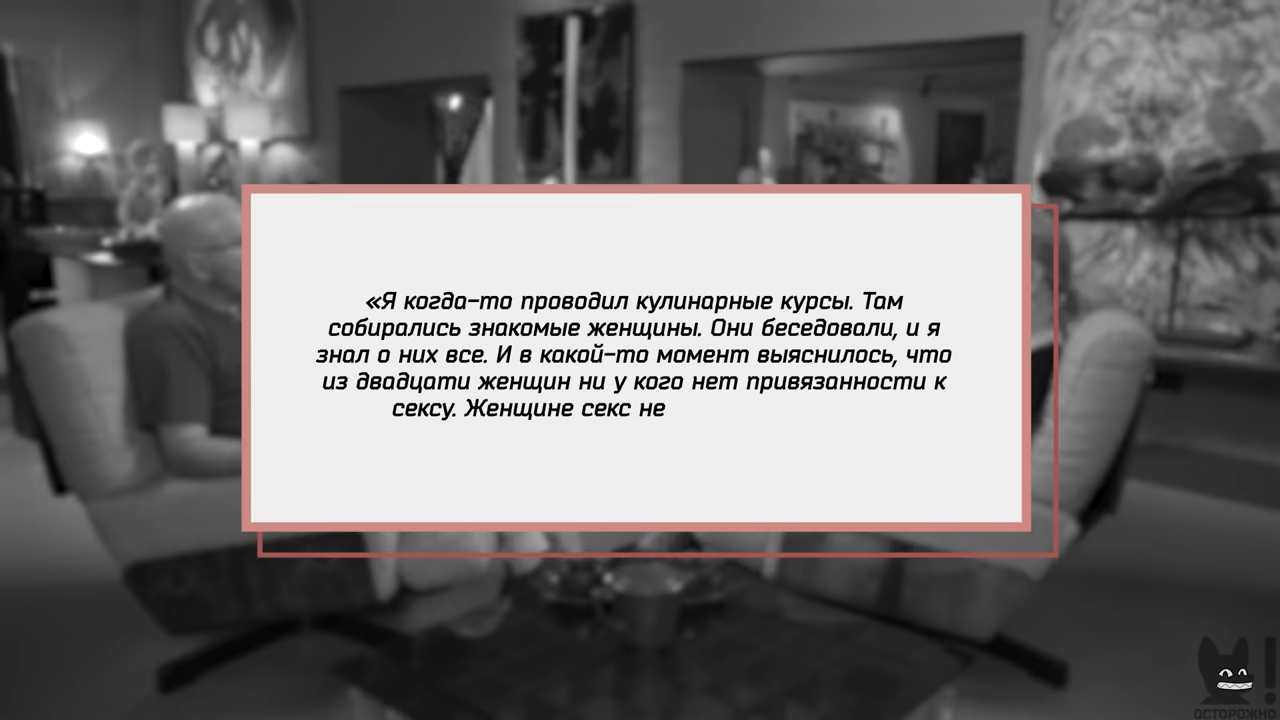 «Я когда-то проводил кулинарные курсы. Там
собирались знакомые женщины. Они беседовали, и я
знал о них все. И в какой-то момент выяснилось, что
из двадцати женщин ни у кого нет привязанности к
сексу. Женщине секс не
ОСТОРОЖНО